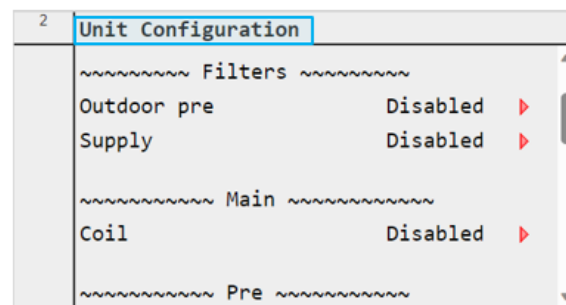 2
Unit Configuration
~~~~~~~~~ Filters ~~~~~~~~~
Outdoor pre Disabled
Supply Disabled
~~~~~~~~~~~ Main ~~~~~~~~~~~~
Coil Disabled
~~~~~~~~~~~ Pre ~~~~~~~~~~~